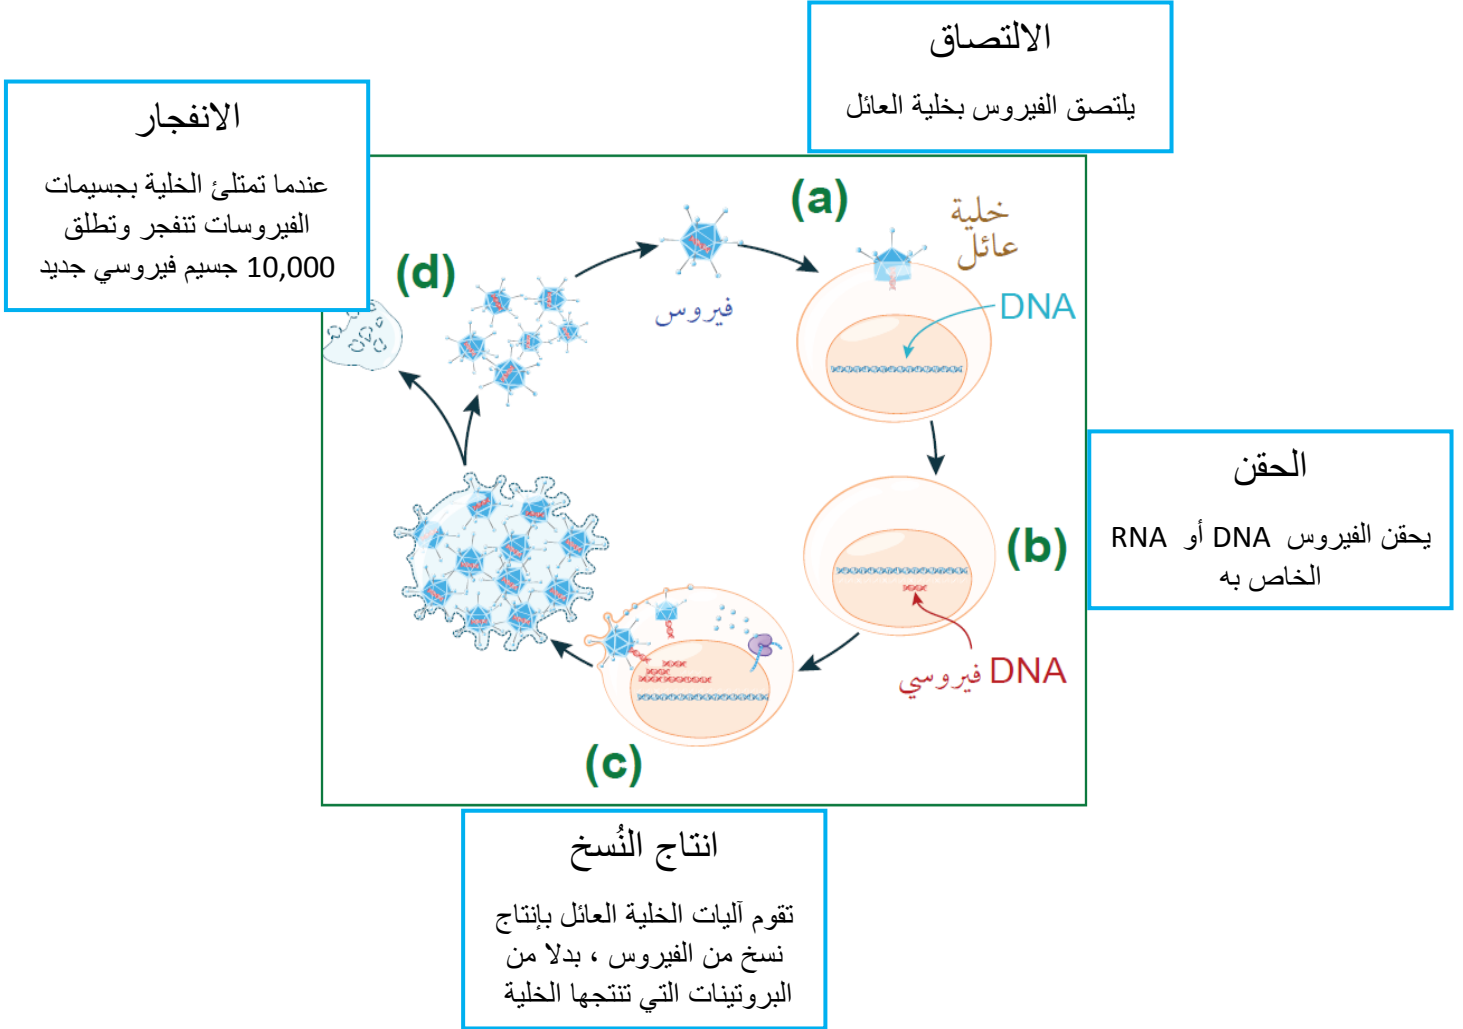 الالتصاق
يلتصق الفيروس بخلية العائل
الانفجار
عندما تمتلئ الخلية بجسيمات
الفيروسات تنفجر وتطلق
10,000 جسيم فيروسي جديد
(a)
خلية
عائل
(d)
فيروس
DNA
الحقن
يحقن الفيروس DNA أو RNA
الخاص به
(b)
DNA فيروسي
(c)
انتاج النُسخ
تقوم آليات الخلية العائل بإنتاج
نسخ من الفيروس ، بدلا من
البروتينات التي تنتجها الخلية